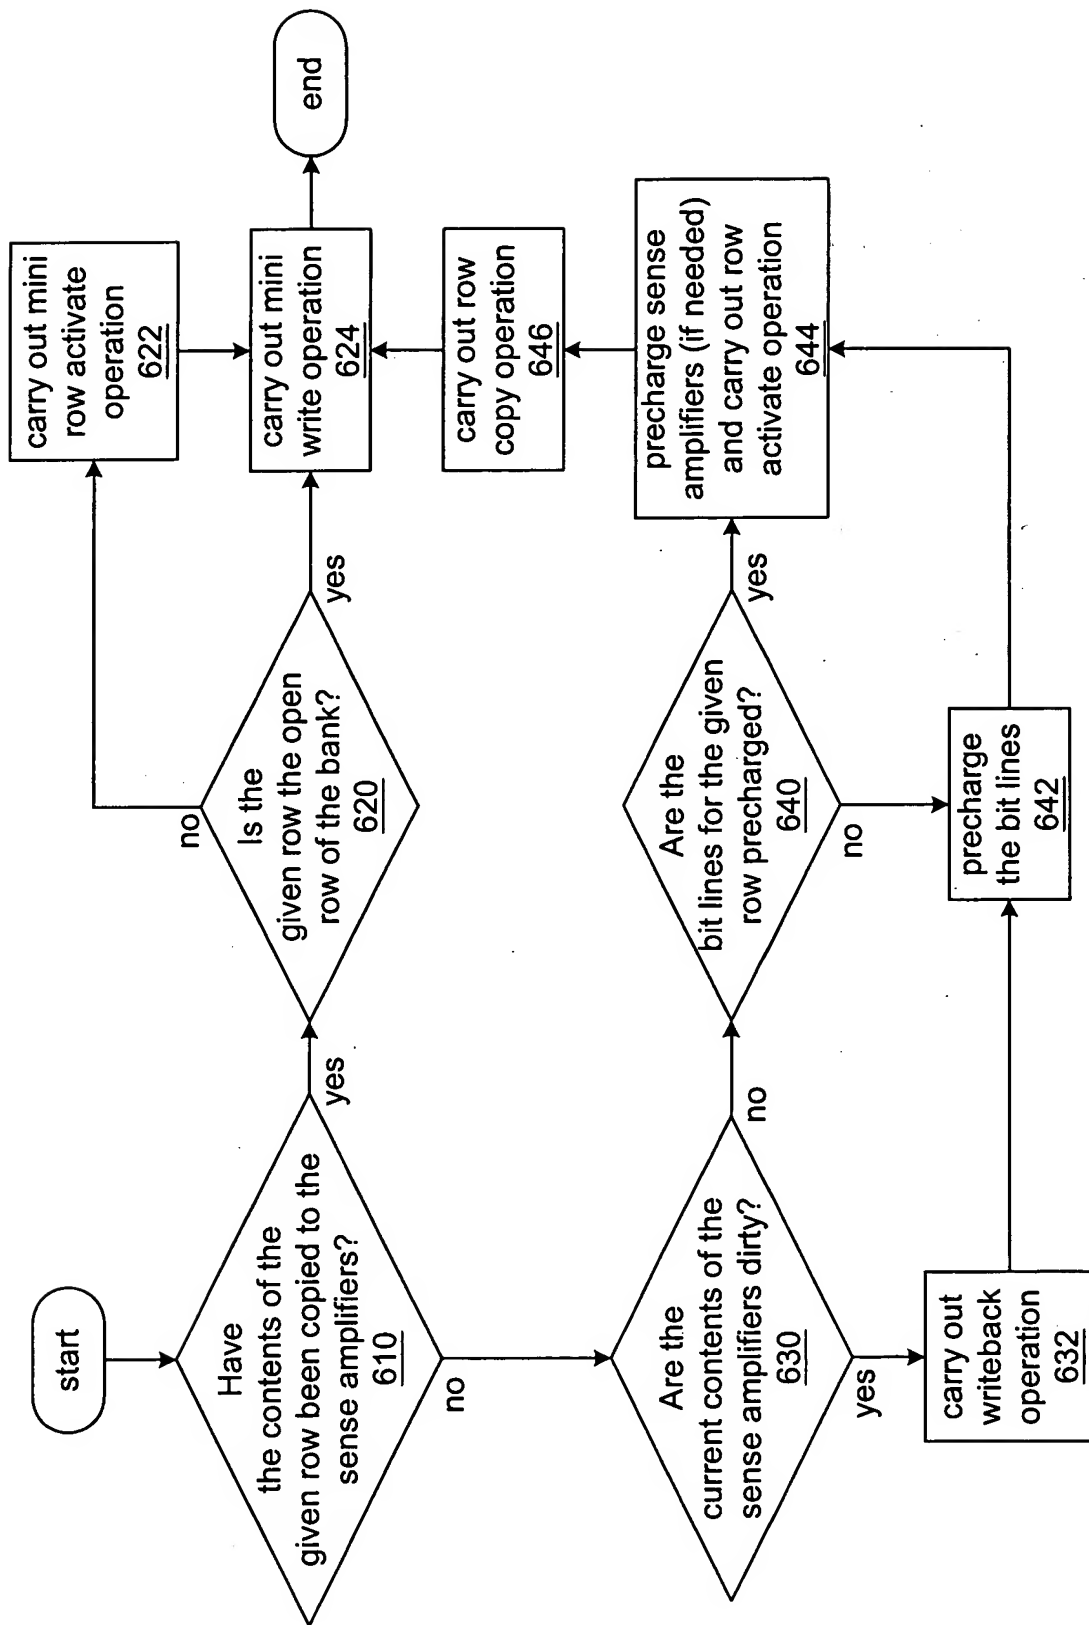 start
Have
the contents of the
given row been copied to the
sense amplifiers?
610
yes
no
Is the
given row the open
row of the bank?
620
no
yes
carry out mini
row activate
operation
622
carry out mini
write operation
624
end
Are the
current contents of the
sense amplifiers dirty?
630
no
yes
carry out
writeback
operation
632
Are the
bit lines for the given
row precharged?
640
yes
no
precharge
the bit lines
642
precharge sense
amplifiers (if needed)
and carry out row
activate operation
644
carry out row
copy operation
646